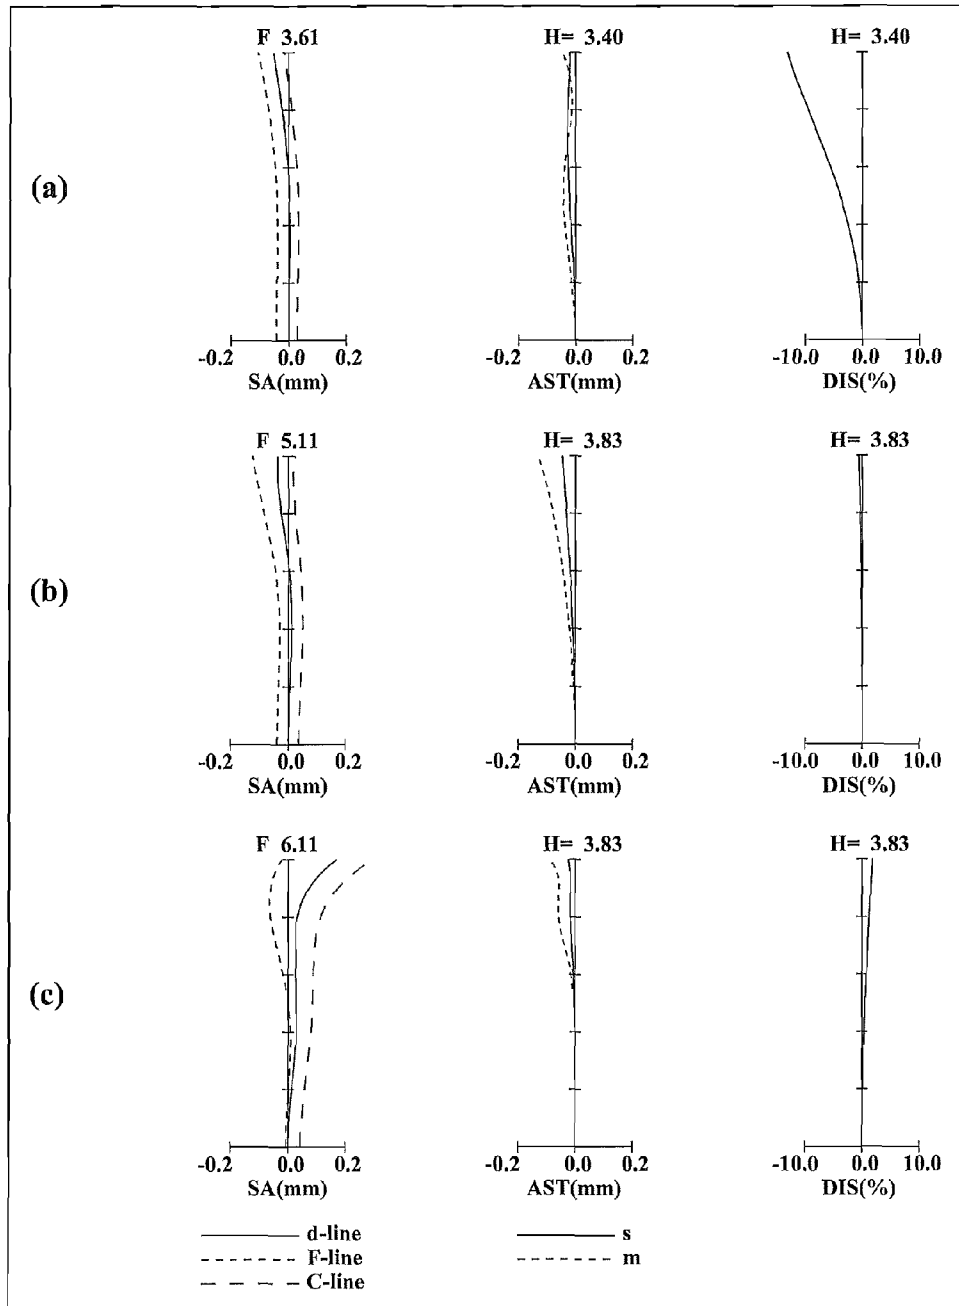 F 3.61 H= 3.40 H= 3.40
(a)
-0.2 0.0 0.2 -0.2 0.0 0.2 -10.0 0.0 10.0
SA(mm) AST(mm) DIS(%)
F 5.11 H= 3.83 H= 3.83
(b)
-0.2 0.0 0.2 -0.2 0.0 0.2 -10.0 0.0 10.0
SA(mm) AST(mm) DIS(%)
F 6.11 H= 3.83 H= 3.83
(c)
-0.2 0.0 0.2 -0.2 0.0 0.2 -10.0 0.0 10.0
SA(mm) AST(mm) DIS(%)
d-line s
F-line m
C-line